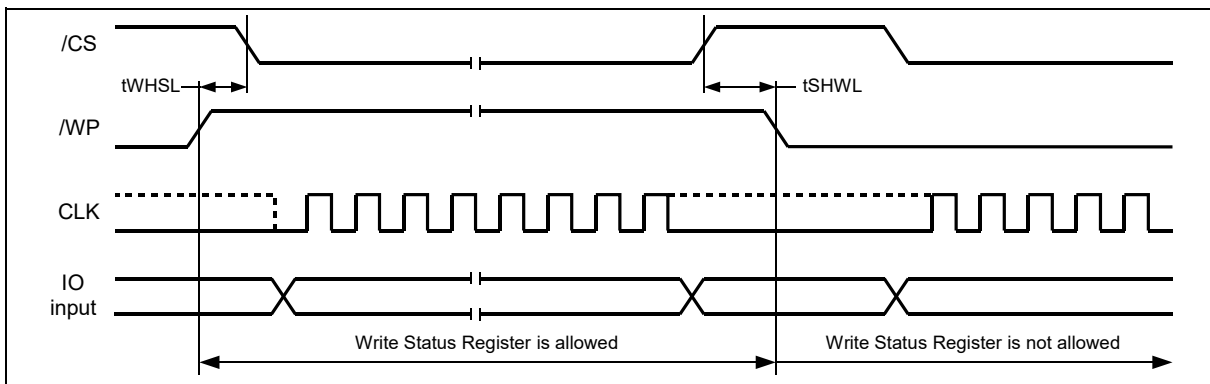 /CS
tWHSL
tSHWL
/WP
CLK
IO
input
Write Status Register is allowed
Write Status Register is not allowed